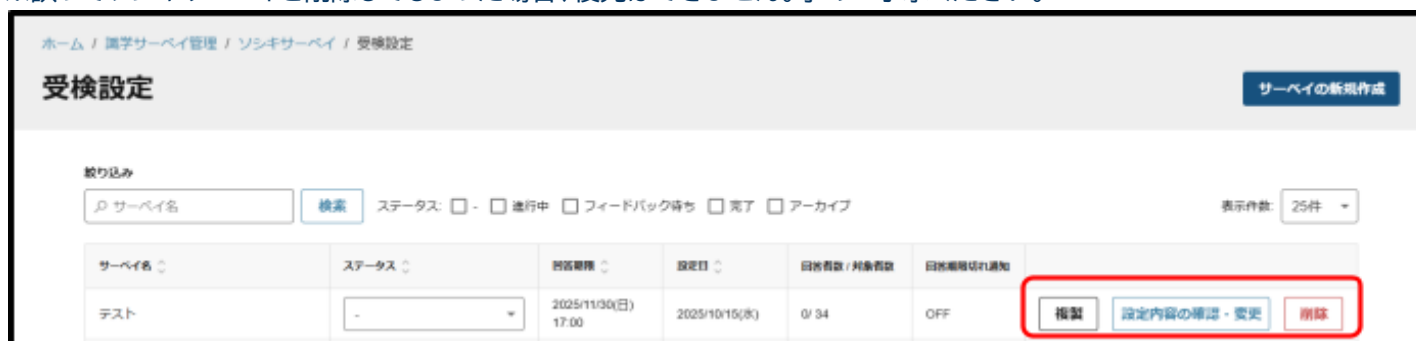 ホーム / 識学サーベイ管理 / ソシキサーベイ / 受検設定
受検設定
サーベイの新規作成
絞り込み
サーベイ名
検索
ステータス: - 進行中 フィードバック待ち 完了 アーカイブ
表示件数: 25件
サーベイ名 ステータス 回答期限 設定日 回答者数 / 対象者数 回答期限切れ通知
テスト - 2025/11/30(日) 17:00 2025/10/15(水) 0/ 34 OFF 複製 設定内容の確認・変更 削除